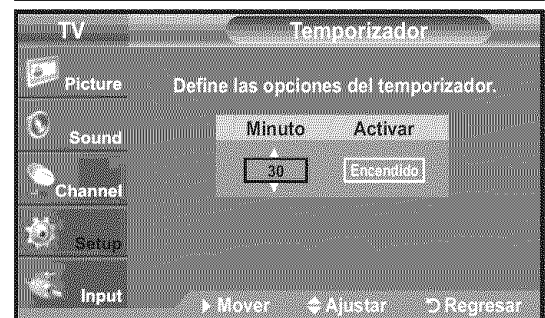 TV
Temporizador
Picture
Sound
Channel
Setup
Input
Define las opciones del temporizador.
Minuto Activar
30 Encendido
Mover Ajustar Regresar